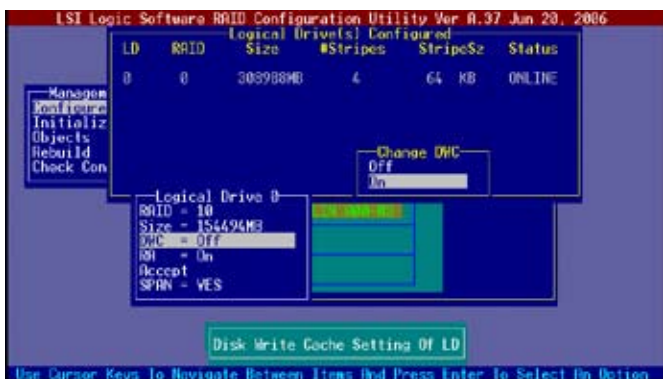 LSI Logic Software RAID Configuration Utility Ver A.37 Jun 20, 2006
Logical Drive(s) Configured
LD RAID Size #Stripes StripeSz Status
0 0 308988MB 4 64 KB ONLINE
Managem
Configure
Initializ
Objects
Rebuild
Check Con
Change DWC
Off
On
Logical Drive 0
RAID = 10
Size = 154494MB
DWC = Off
RA = On
Accept
SPAN = YES
Disk Write Cache Setting Of LD
Use Cursor Keys To Navigate Between Items And Press Enter To Select An Option